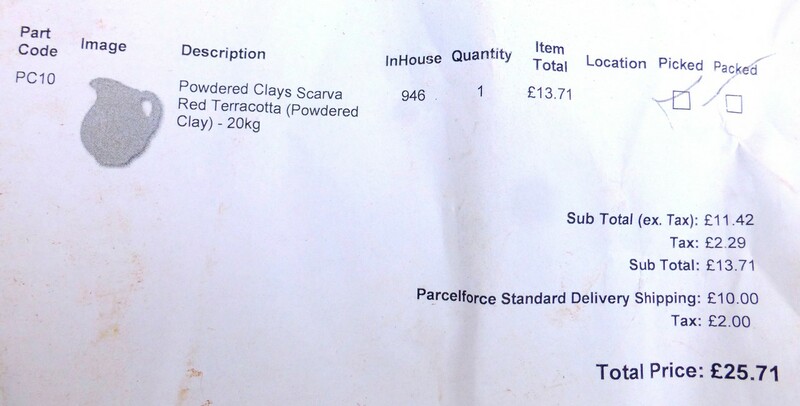 Part Code Image Description InHouse Quantity Item Total Location Picked Packed
PC10 Powdered Clays Scarva 946 1 £13.71
Red Terracotta (Powdered
Clay) - 20kg
Sub Total (ex. Tax): £11.42
Tax: £2.29
Sub Total: £13.71
Parcelforce Standard Delivery Shipping: £10.00
Tax: £2.00
Total Price: £25.71